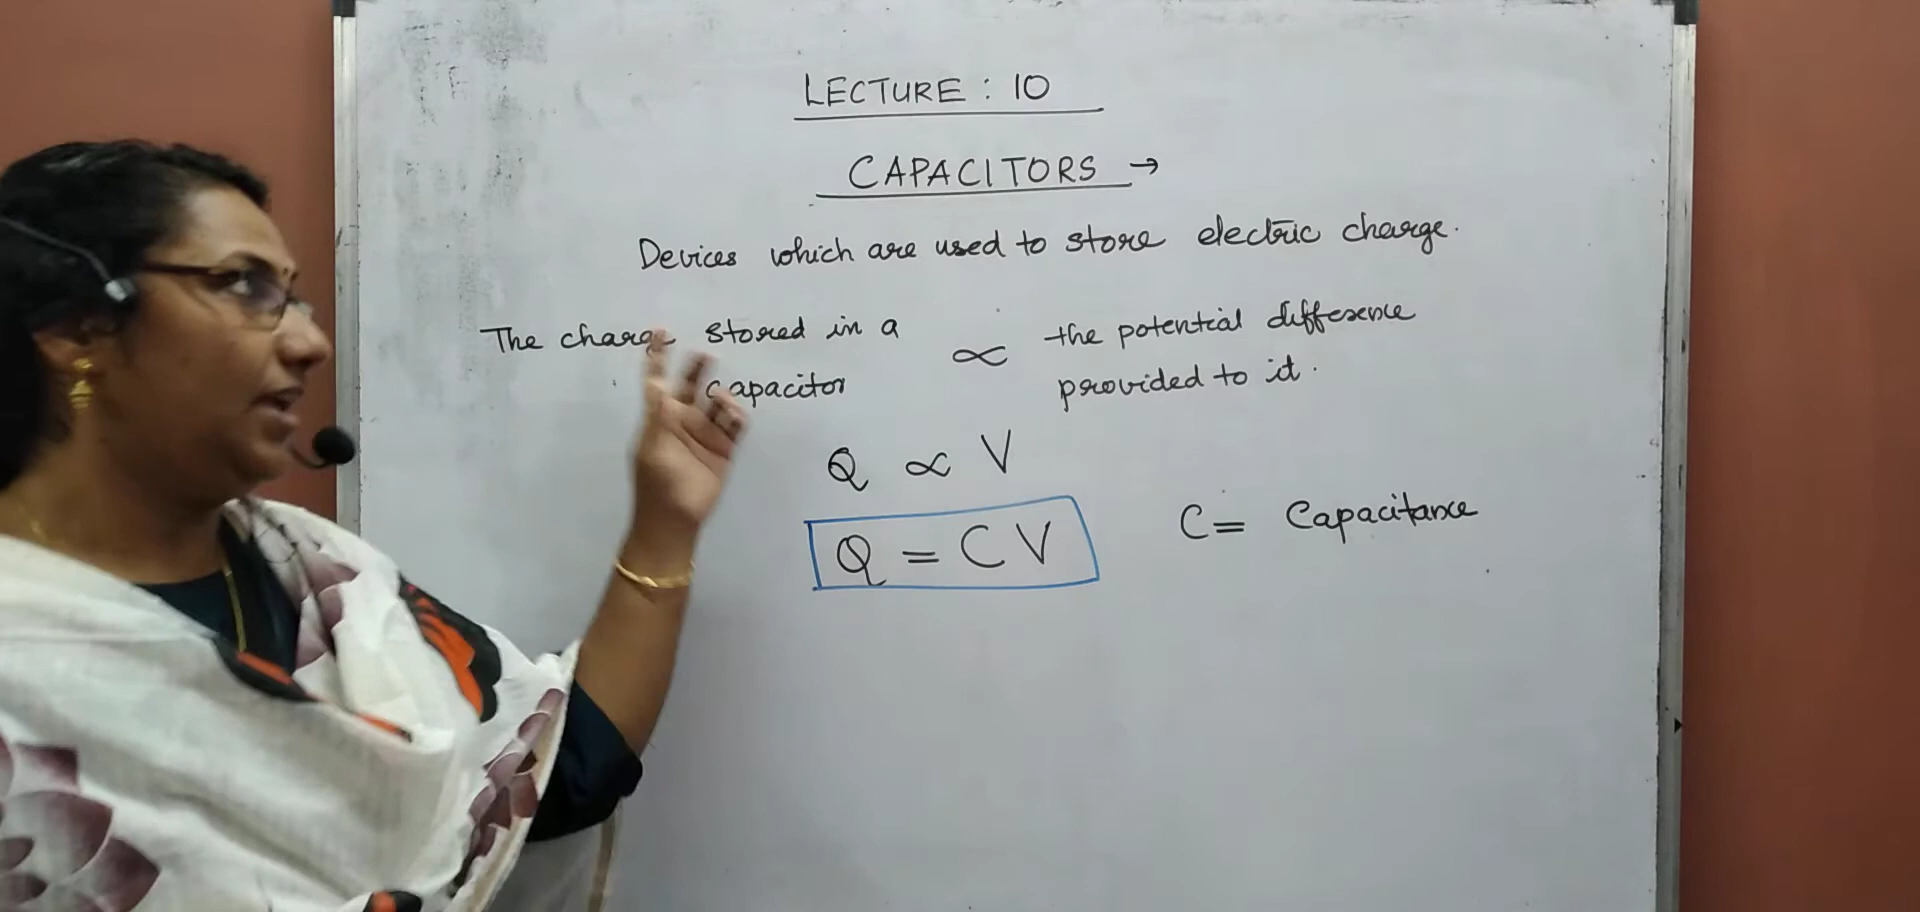 LECTURE : 10
CAPACITORS →
Devices which are used to store electric charge.
The charge stored in a capacitor ∝ the potential difference provided to it.
Q ∝ V
Q = CV
C = Capacitance